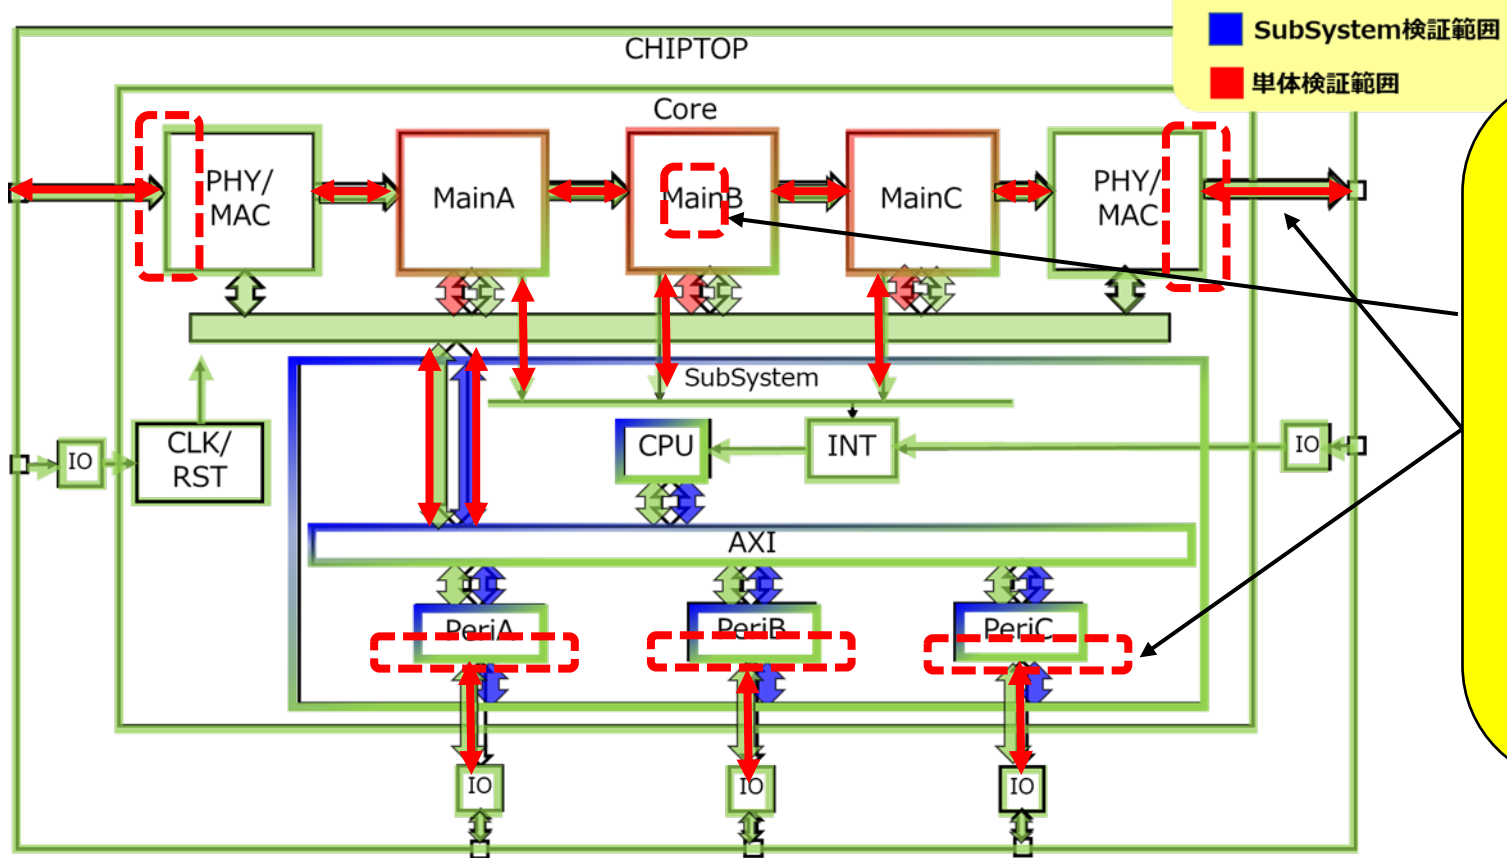 SubSystem検証範囲
単体検証範囲
CHIPTOP
Core
PHY/
MAC
MainA
MainB
MainC
PHY/
MAC
SubSystem
CLK/
RST
IO
CPU
INT
IO
AXI
PeriA
PeriB
PeriC
IO
IO
IO